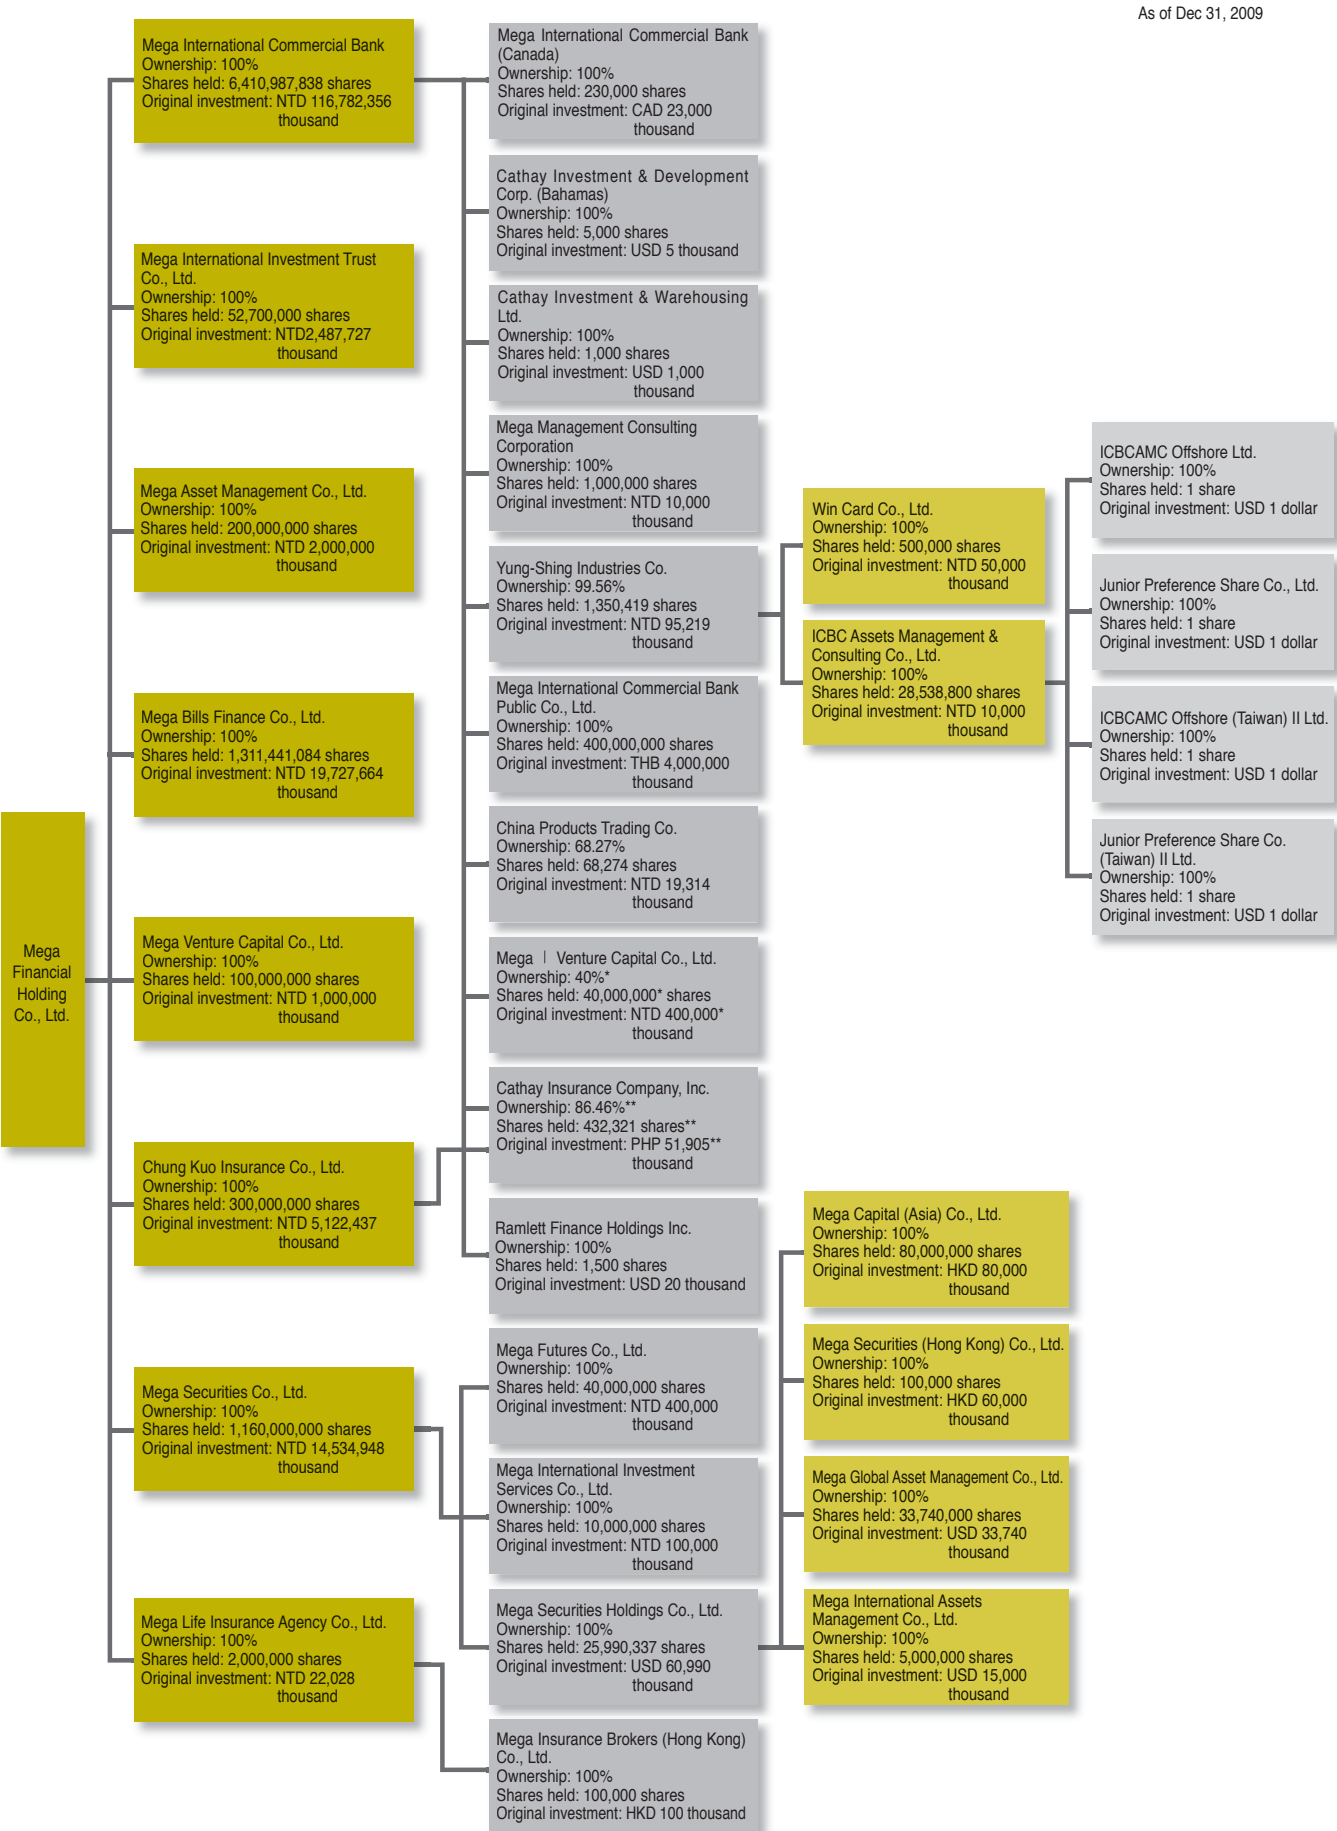 As of Dec 31, 2009
Mega
Financial
Holding
Co., Ltd.
Mega International Commercial Bank
Ownership: 100%
Shares held: 6,410,987,838 shares
Original investment: NTD 116,782,356
thousand
Mega International Investment Trust
Co., Ltd.
Ownership: 100%
Shares held: 52,700,000 shares
Original investment: NTD2,487,727
thousand
Mega Asset Management Co., Ltd.
Ownership: 100%
Shares held: 200,000,000 shares
Original investment: NTD 2,000,000
thousand
Mega Bills Finance Co., Ltd.
Ownership: 100%
Shares held: 1,311,441,084 shares
Original investment: NTD 19,727,664
thousand
Mega Venture Capital Co., Ltd.
Ownership: 100%
Shares held: 100,000,000 shares
Original investment: NTD 1,000,000
thousand
Chung Kuo Insurance Co., Ltd.
Ownership: 100%
Shares held: 300,000,000 shares
Original investment: NTD 5,122,437
thousand
Mega Securities Co., Ltd.
Ownership: 100%
Shares held: 1,160,000,000 shares
Original investment: NTD 14,534,948
thousand
Mega Life Insurance Agency Co., Ltd.
Ownership: 100%
Shares held: 2,000,000 shares
Original investment: NTD 22,028
thousand
Mega International Commercial Bank
(Canada)
Ownership: 100%
Shares held: 230,000 shares
Original investment: CAD 23,000
thousand
Cathay Investment & Development
Corp. (Bahamas)
Ownership: 100%
Shares held: 5,000 shares
Original investment: USD 5 thousand
Cathay Investment & Warehousing
Ltd.
Ownership: 100%
Shares held: 1,000 shares
Original investment: USD 1,000
thousand
Mega Management Consulting
Corporation
Ownership: 100%
Shares held: 1,000,000 shares
Original investment: NTD 10,000
thousand
Yung-Shing Industries Co.
Ownership: 99.56%
Shares held: 1,350,419 shares
Original investment: NTD 95,219
thousand
Mega International Commercial Bank
Public Co., Ltd.
Ownership: 100%
Shares held: 400,000,000 shares
Original investment: THB 4,000,000
thousand
China Products Trading Co.
Ownership: 68.27%
Shares held: 68,274 shares
Original investment: NTD 19,314
thousand
Mega I Venture Capital Co., Ltd.
Ownership: 40%*
Shares held: 40,000,000* shares
Original investment: NTD 400,000*
thousand
Cathay Insurance Company, Inc.
Ownership: 86.46%**
Shares held: 432,321 shares**
Original investment: PHP 51,905**
thousand
Ramlett Finance Holdings Inc.
Ownership: 100%
Shares held: 1,500 shares
Original investment: USD 20 thousand
Mega Futures Co., Ltd.
Ownership: 100%
Shares held: 40,000,000 shares
Original investment: NTD 400,000
thousand
Mega International Investment
Services Co., Ltd.
Ownership: 100%
Shares held: 10,000,000 shares
Original investment: NTD 100,000
thousand
Mega Securities Holdings Co., Ltd.
Ownership: 100%
Shares held: 25,990,337 shares
Original investment: USD 60,990
thousand
Mega Insurance Brokers (Hong Kong)
Co., Ltd.
Ownership: 100%
Shares held: 100,000 shares
Original investment: HKD 100 thousand
Win Card Co., Ltd.
Ownership: 100%
Shares held: 500,000 shares
Original investment: NTD 50,000
thousand
ICBC Assets Management &
Consulting Co., Ltd.
Ownership: 100%
Shares held: 28,538,800 shares
Original investment: NTD 10,000
thousand
Mega Capital (Asia) Co., Ltd.
Ownership: 100%
Shares held: 80,000,000 shares
Original investment: HKD 80,000
thousand
Mega Securities (Hong Kong) Co., Ltd.
Ownership: 100%
Shares held: 100,000 shares
Original investment: HKD 60,000
thousand
Mega Global Asset Management Co., Ltd.
Ownership: 100%
Shares held: 33,740,000 shares
Original investment: USD 33,740
thousand
Mega International Assets
Management Co., Ltd.
Ownership: 100%
Shares held: 5,000,000 shares
Original investment: USD 15,000
thousand
ICBCAMC Offshore Ltd.
Ownership: 100%
Shares held: 1 share
Original investment: USD 1 dollar
Junior Preference Share Co., Ltd.
Ownership: 100%
Shares held: 1 share
Original investment: USD 1 dollar
ICBCAMC Offshore (Taiwan) II Ltd.
Ownership: 100%
Shares held: 1 share
Original investment: USD 1 dollar
Junior Preference Share Co.
(Taiwan) II Ltd.
Ownership: 100%
Shares held: 1 share
Original investment: USD 1 dollar